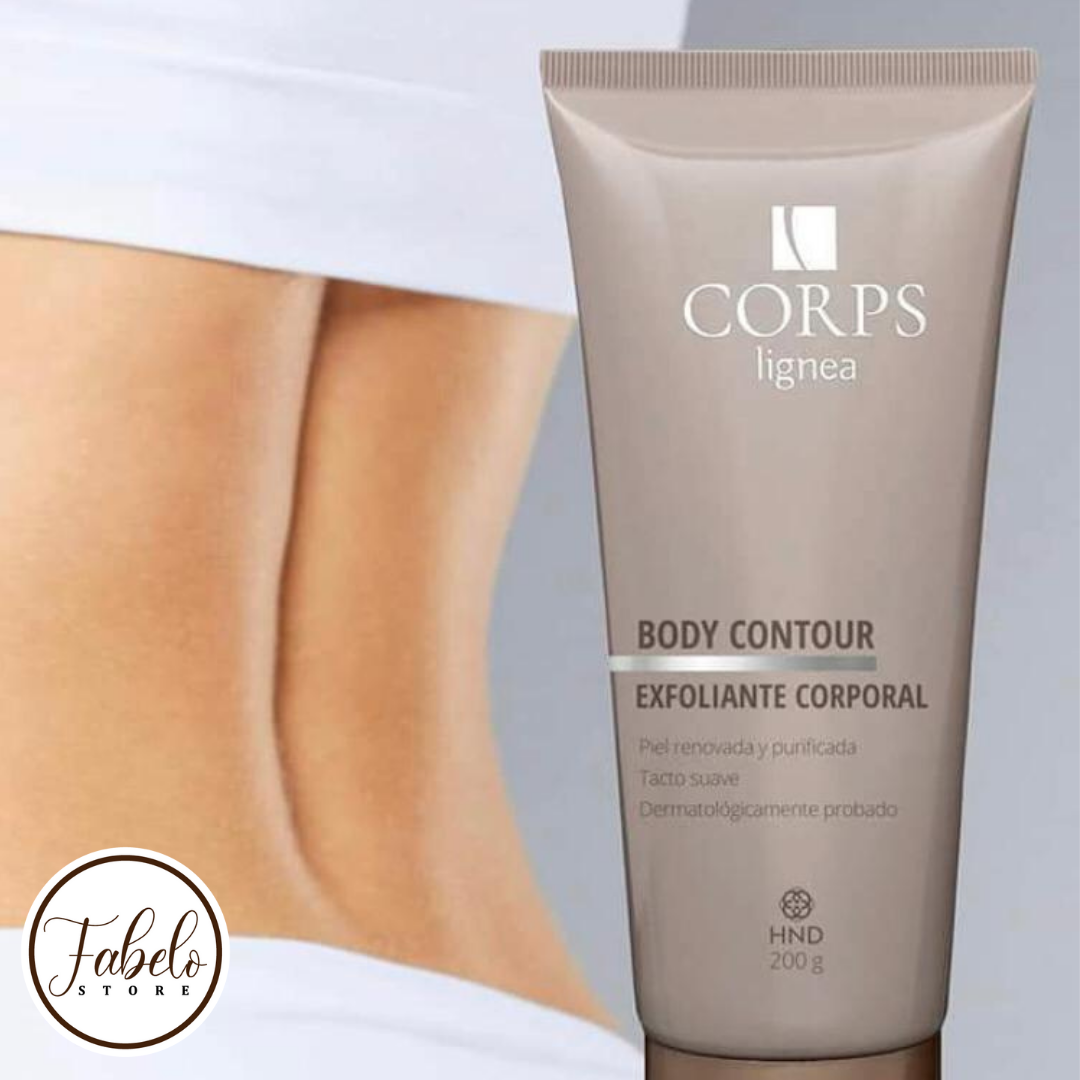 CORPS
lignea
BODY CONTOUR
EXFOLIANTE CORPORAL
Piel renovada y purificada
Tacto suave
Dermatológicamente probado
HND
200 g
Fabelo
STORE